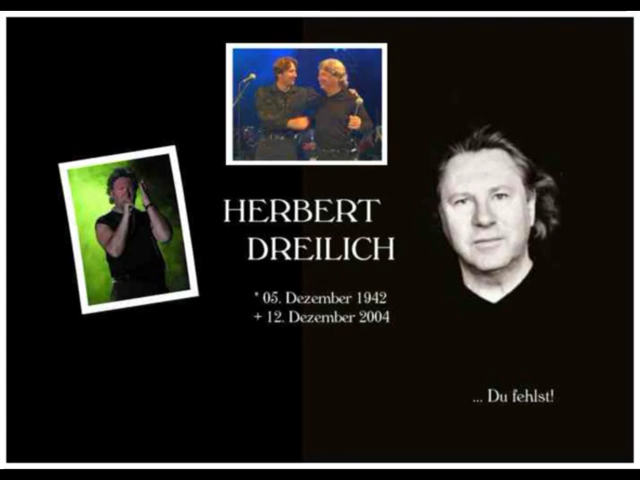 HERBERT
DREILICH
* 05. Dezember 1942
+ 12. Dezember 2004
... Du fehlst!